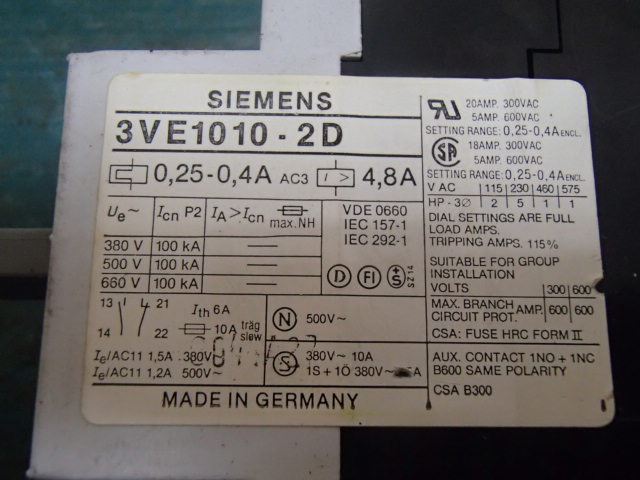 SIEMENS
3VE1010-2D
0,25-0,4A AC3 I > 4,8A
Ue~ Icn P2 IA>Icn max.NH
380 V 100 kA —
500 V 100 kA —
660 V 100 kA —
VDE 0660
IEC 157-1
IEC 292-1
D FI +S SZ 14
13 21
14 22
Ith 6A
10A träg slew
Ie/AC11 1,5A 380V
Ie/AC11 1,2A 500V~
N 500V~
S 380V~ 10A
1S + 1Ö 380V~
MADE IN GERMANY
RU 20AMP. 300VAC
5AMP. 600VAC
SETTING RANGE: 0,25-0,4A ENCL.
SA 18AMP. 300VAC
5AMP. 600VAC
SETTING RANGE: 0,25-0,4A ENCL.
V AC 115 230 460 575
HP - 3Ø 2 5 1 1
DIAL SETTINGS ARE FULL
LOAD AMPS.
TRIPPING AMPS. 115%
SUITABLE FOR GROUP
INSTALLATION
VOLTS 300 600
MAX. BRANCH
CIRCUIT PROT. AMP. 600 600
CSA: FUSE HRC FORM II
AUX. CONTACT 1NO + 1NC
B600 SAME POLARITY
CSA B300